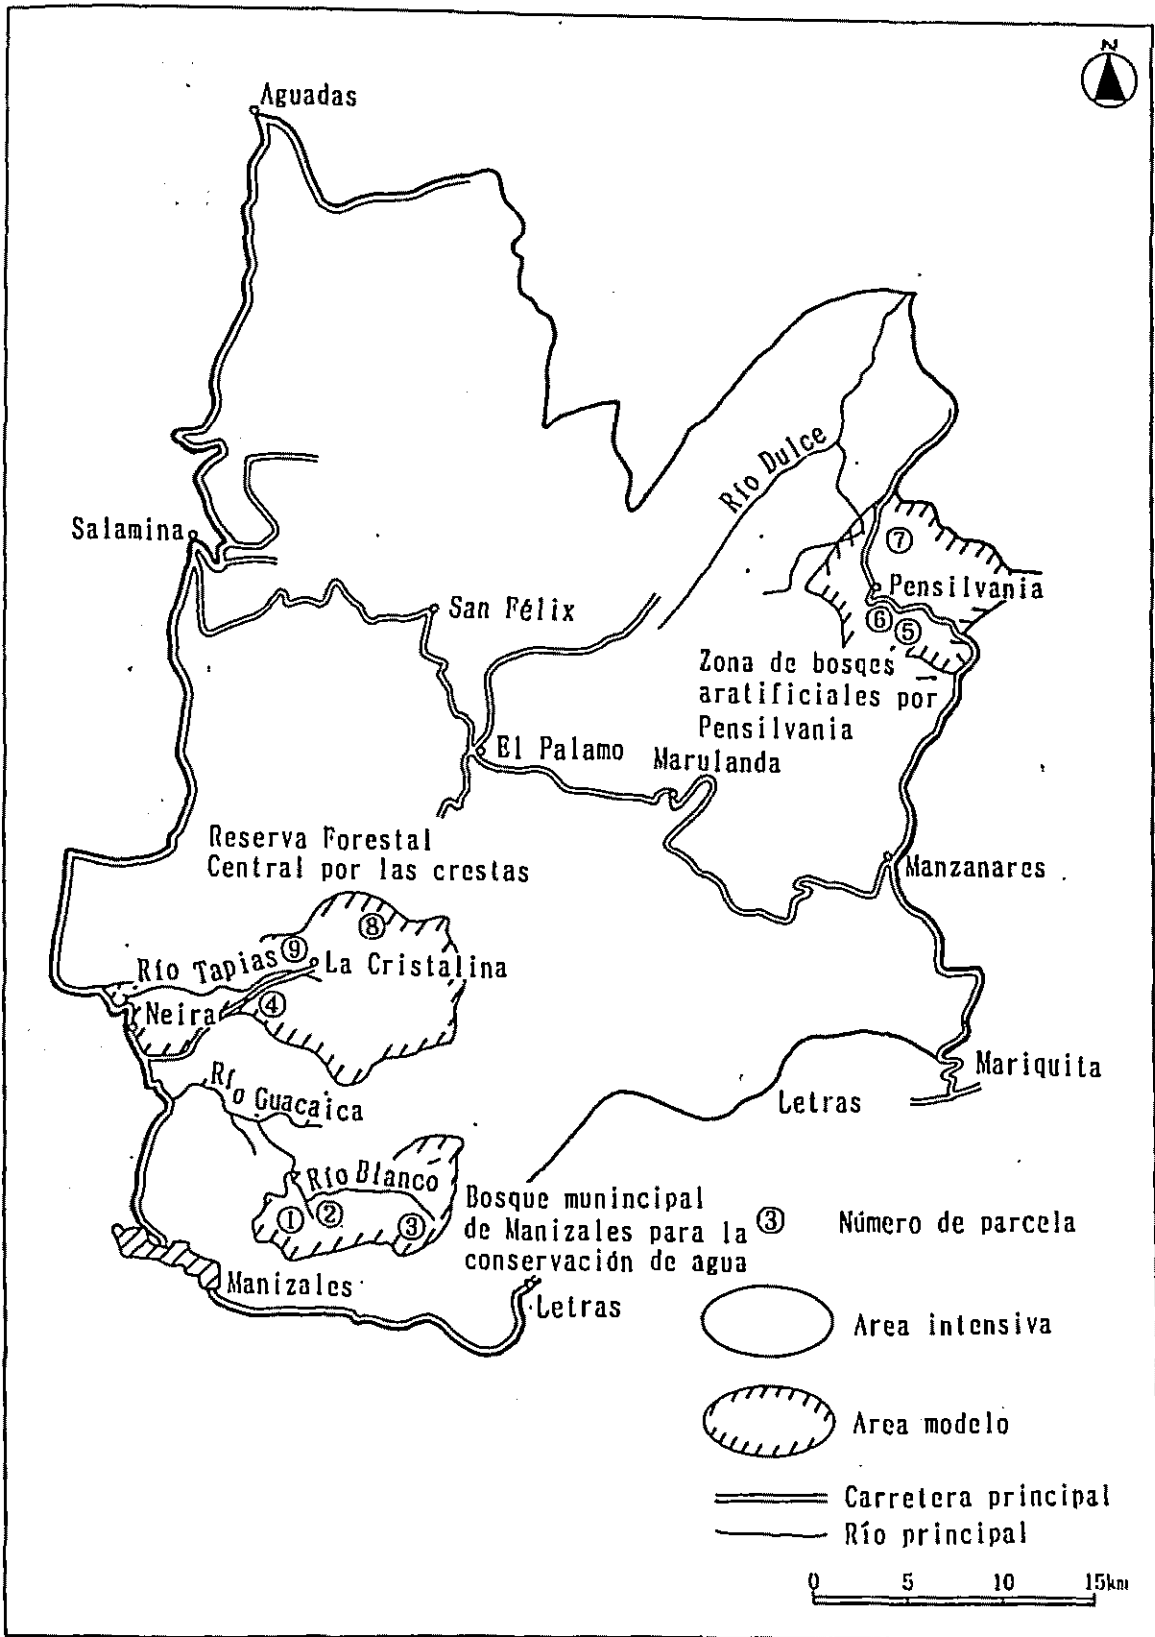 N
Aguadas
Salamina
San Félix
Río Dulce
⑦
Pensilvania
⑥ ⑤
Zona de bosqes
aratificiales por
Pensilvania
El Palamo
Marulanda
Reserva Forestal
Central por las crestas
Manzanares
⑧
⑨
Río Tapias
La Cristalina
④
Neira
Río Guacaica
Mariquita
Letras
Río Blanco
① ② ③
Bosque munincipal
de Manizales para la
conservación de agua
Manizales
Letras
③ Número de parcela
Area intensiva
Area modelo
Carretera principal
Río principal
0 5 10 15km